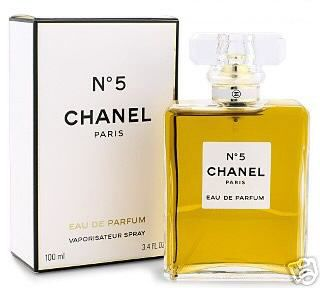 N°5
CHANEL
PARIS
EAU DE PARFUM
VAPORISATEUR SPRAY
100 ml 3.4 FL.OZ
N°5
CHANEL
PARIS
EAU DE PARFUM